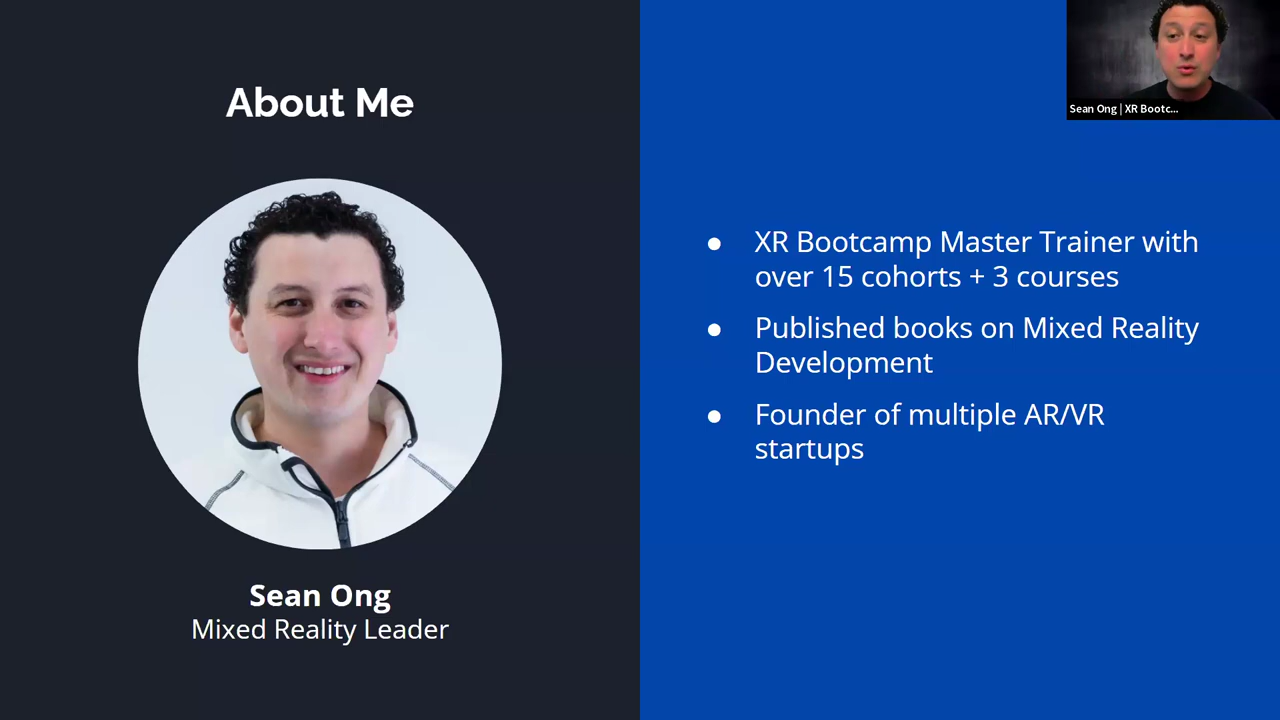 About Me
Sean Ong
Mixed Reality Leader
● XR Bootcamp Master Trainer with
over 15 cohorts + 3 courses
● Published books on Mixed Reality
Development
● Founder of multiple AR/VR
startups
Sean Ong | XR Bootc...